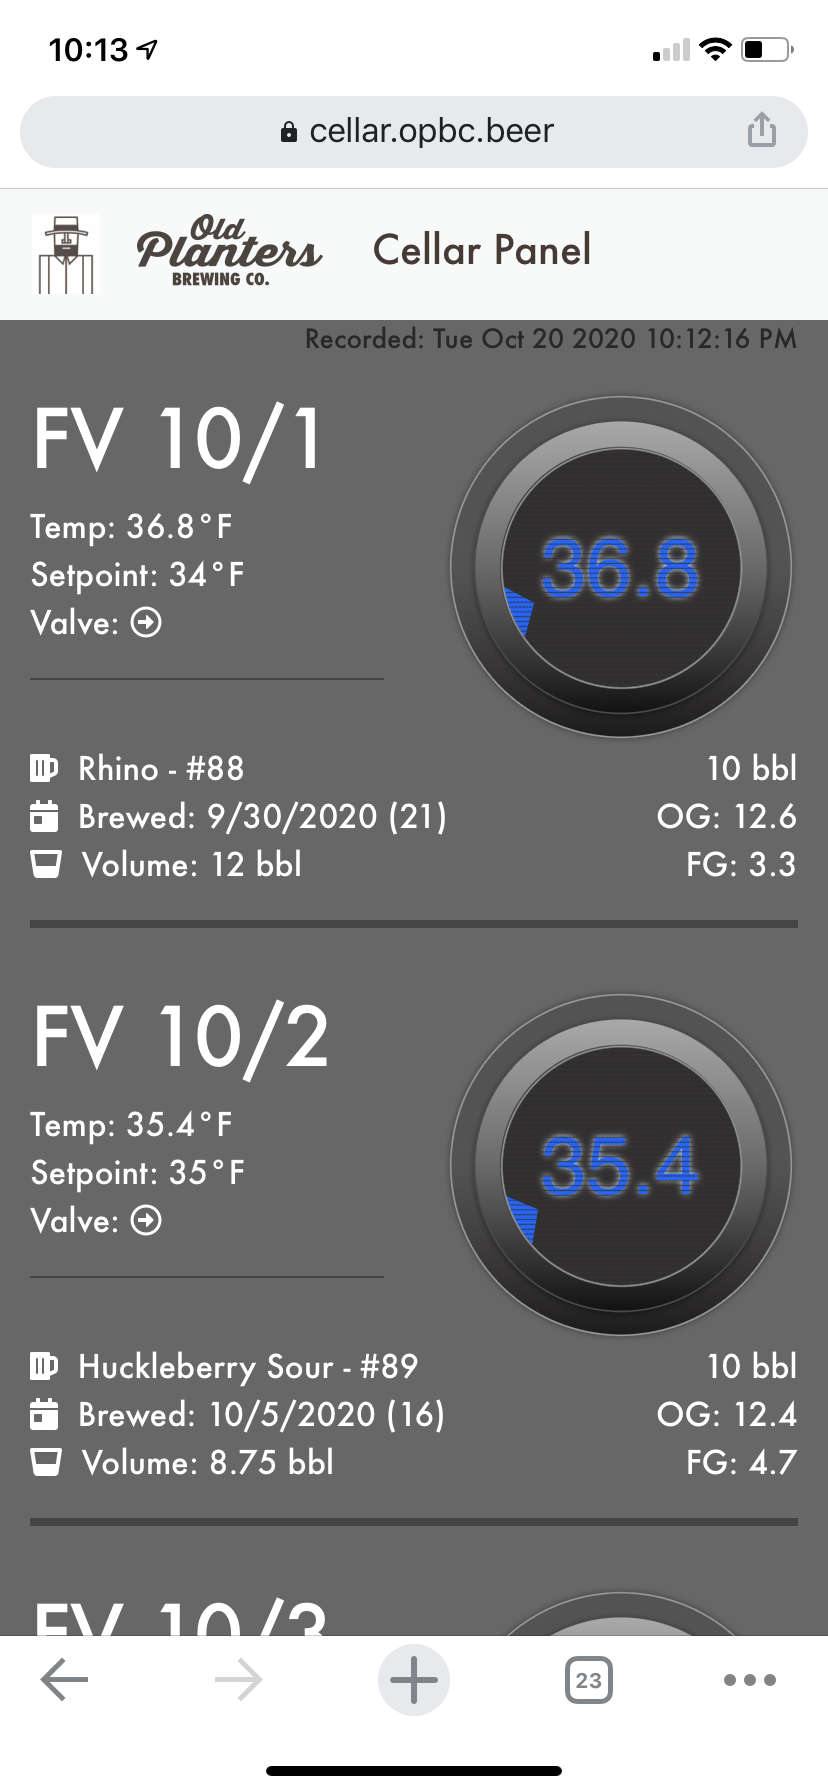 10:13
cellar.opbc.beer
Old
Planters
BREWING CO.
Cellar Panel
Recorded: Tue Oct 20 2020 10:12:16 PM
FV 10/1
Temp: 36.8°F
Setpoint: 34°F
Valve:
36.8
Rhino - #88
10 bbl
Brewed: 9/30/2020 (21)
OG: 12.6
Volume: 12 bbl
FG: 3.3
FV 10/2
Temp: 35.4°F
Setpoint: 35°F
Valve:
35.4
Huckleberry Sour - #89
10 bbl
Brewed: 10/5/2020 (16)
OG: 12.4
Volume: 8.75 bbl
FG: 4.7
FV 10/3
23